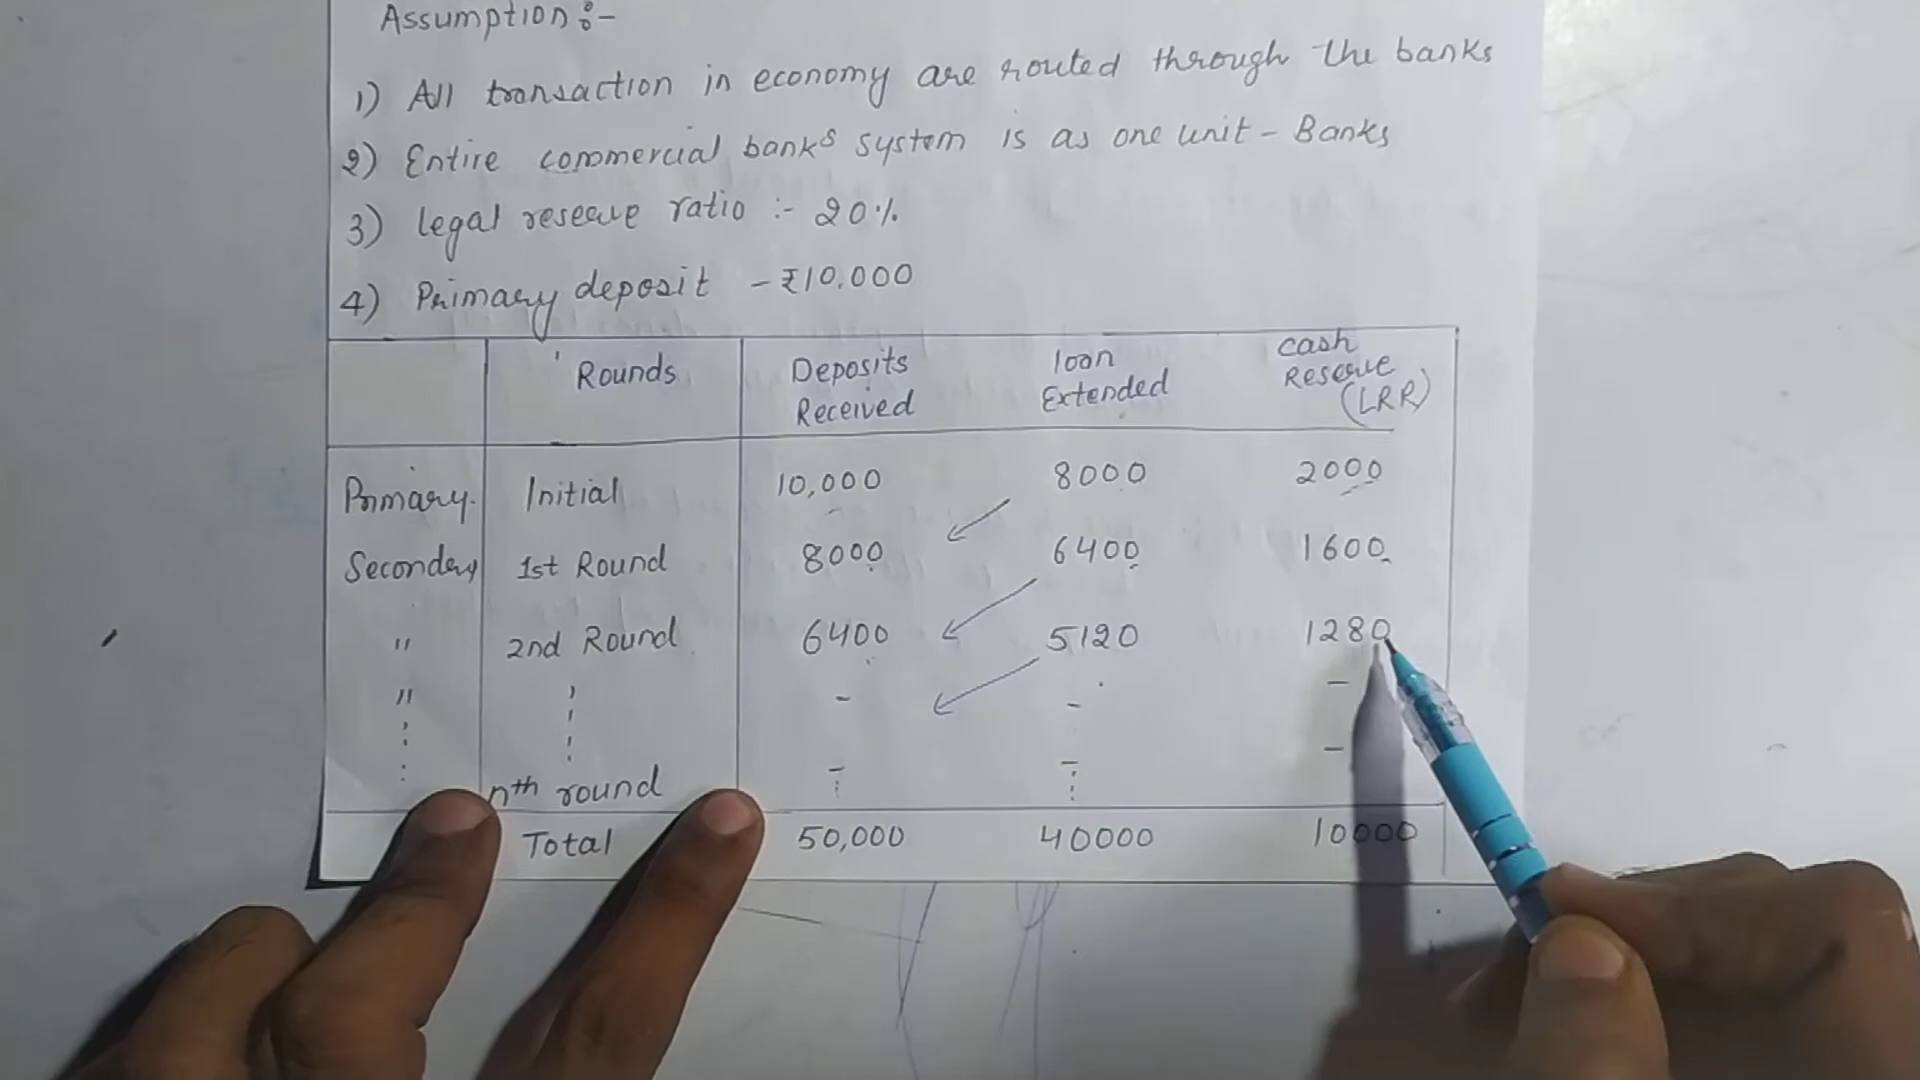 Assumption :-
1) All transaction in economy are routed through the banks
2) Entire commercial banks system is as one unit - Banks
3) legal reserve ratio :- 20%
4) Primary deposit - ₹10,000
Rounds Deposits Received loan Extended cash Reserve (LRR)
Primary. Initial 10,000 8000 2000
Secondary 1st Round 8000 6400 1600
" 2nd Round 6400 5120 1280
" ' - - -
nth round - - -
Total 50,000 40000 10000